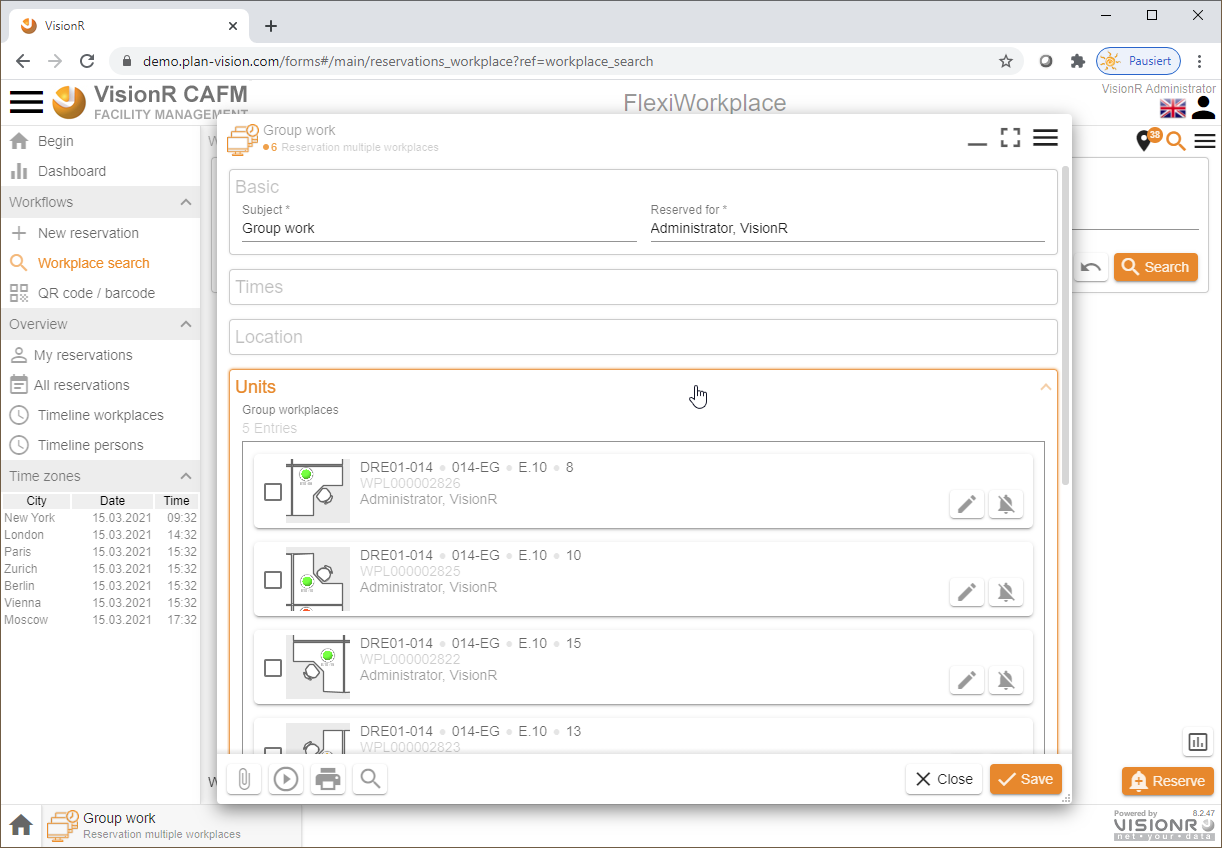 VisionR
demo.plan-vision.com/forms#/main/reservations_workplace?ref=workplace_search
Pausiert
VisionR CAFM
FACILITY MANAGEMENT
FlexiWorkplace
VisionR Administrator
38
Begin
Dashboard
Workflows
New reservation
Workplace search
QR code / barcode
Overview
My reservations
All reservations
Timeline workplaces
Timeline persons
Time zones
City Date Time
New York 15.03.2021 09:32
London 15.03.2021 14:32
Paris 15.03.2021 15:32
Zurich 15.03.2021 15:32
Berlin 15.03.2021 15:32
Vienna 15.03.2021 15:32
Moscow 15.03.2021 17:32
Group work
6 Reservation multiple workplaces
Basic
Subject *
Group work
Reserved for *
Administrator, VisionR
Times
Location
Units
Group workplaces
5 Entries
DRE01-014 • 014-EG • E.10 • 8
WPL000002826
Administrator, VisionR
DRE01-014 • 014-EG • E.10 • 10
WPL000002825
Administrator, VisionR
DRE01-014 • 014-EG • E.10 • 15
WPL000002822
Administrator, VisionR
DRE01-014 • 014-EG • E.10 • 13
WPL000002823
Close
Save
Search
Reserve
Group work
Reservation multiple workplaces
Powered by 8.2.47
VISIONR
net • your • data